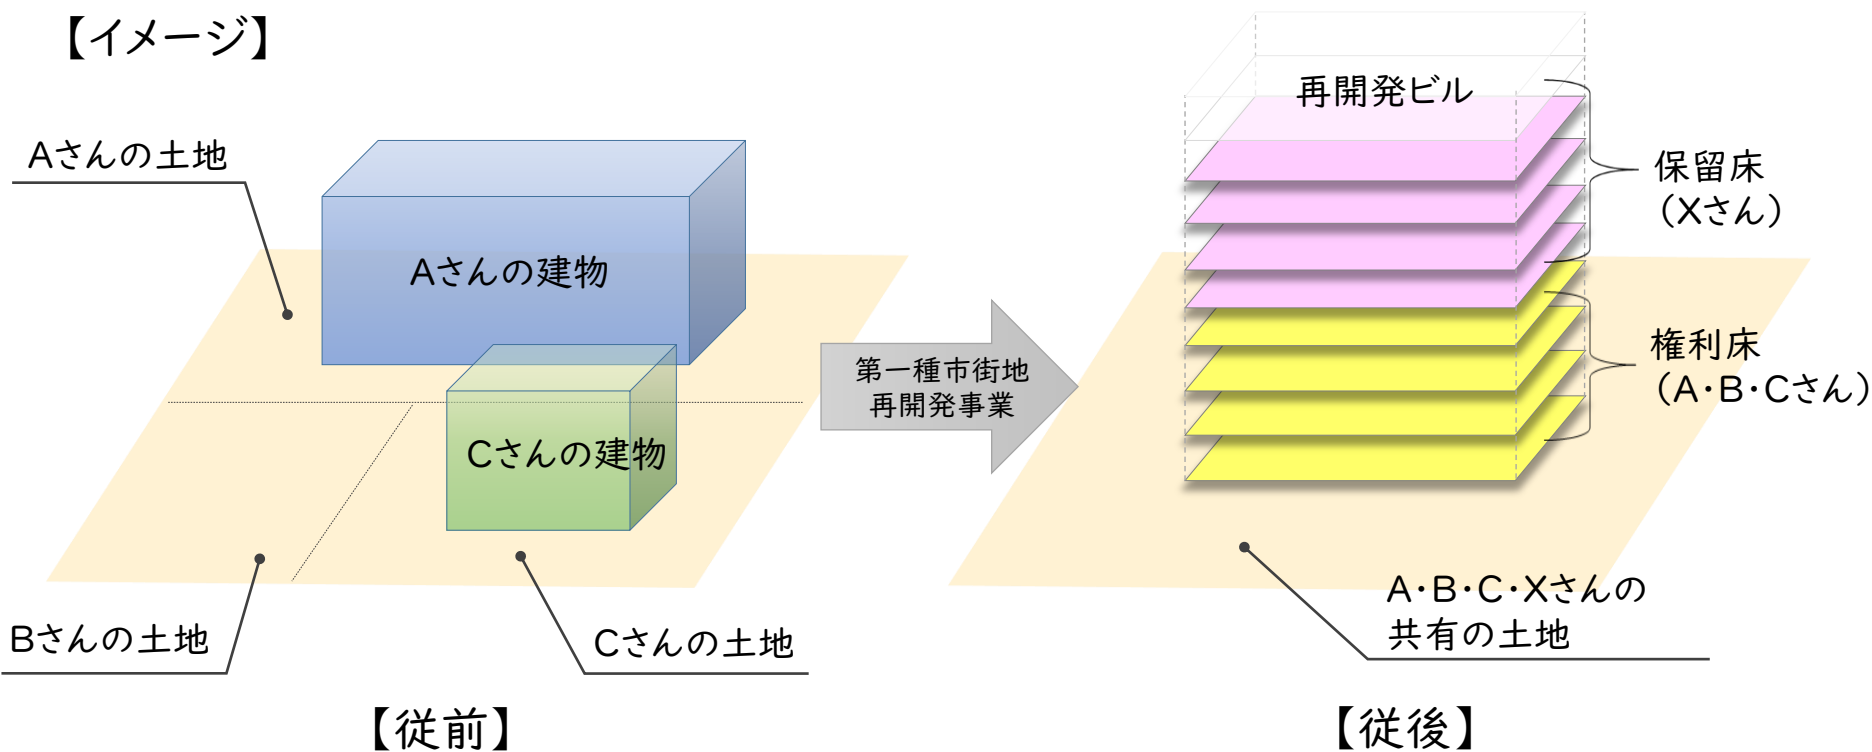 【イメージ】
Aさんの土地
Aさんの建物
Cさんの建物
Bさんの土地
Cさんの土地
【従前】
第一種市街地
再開発事業
再開発ビル
保留床
（Xさん）
権利床
（A・B・Cさん）
A・B・C・Xさんの
共有の土地
【従後】